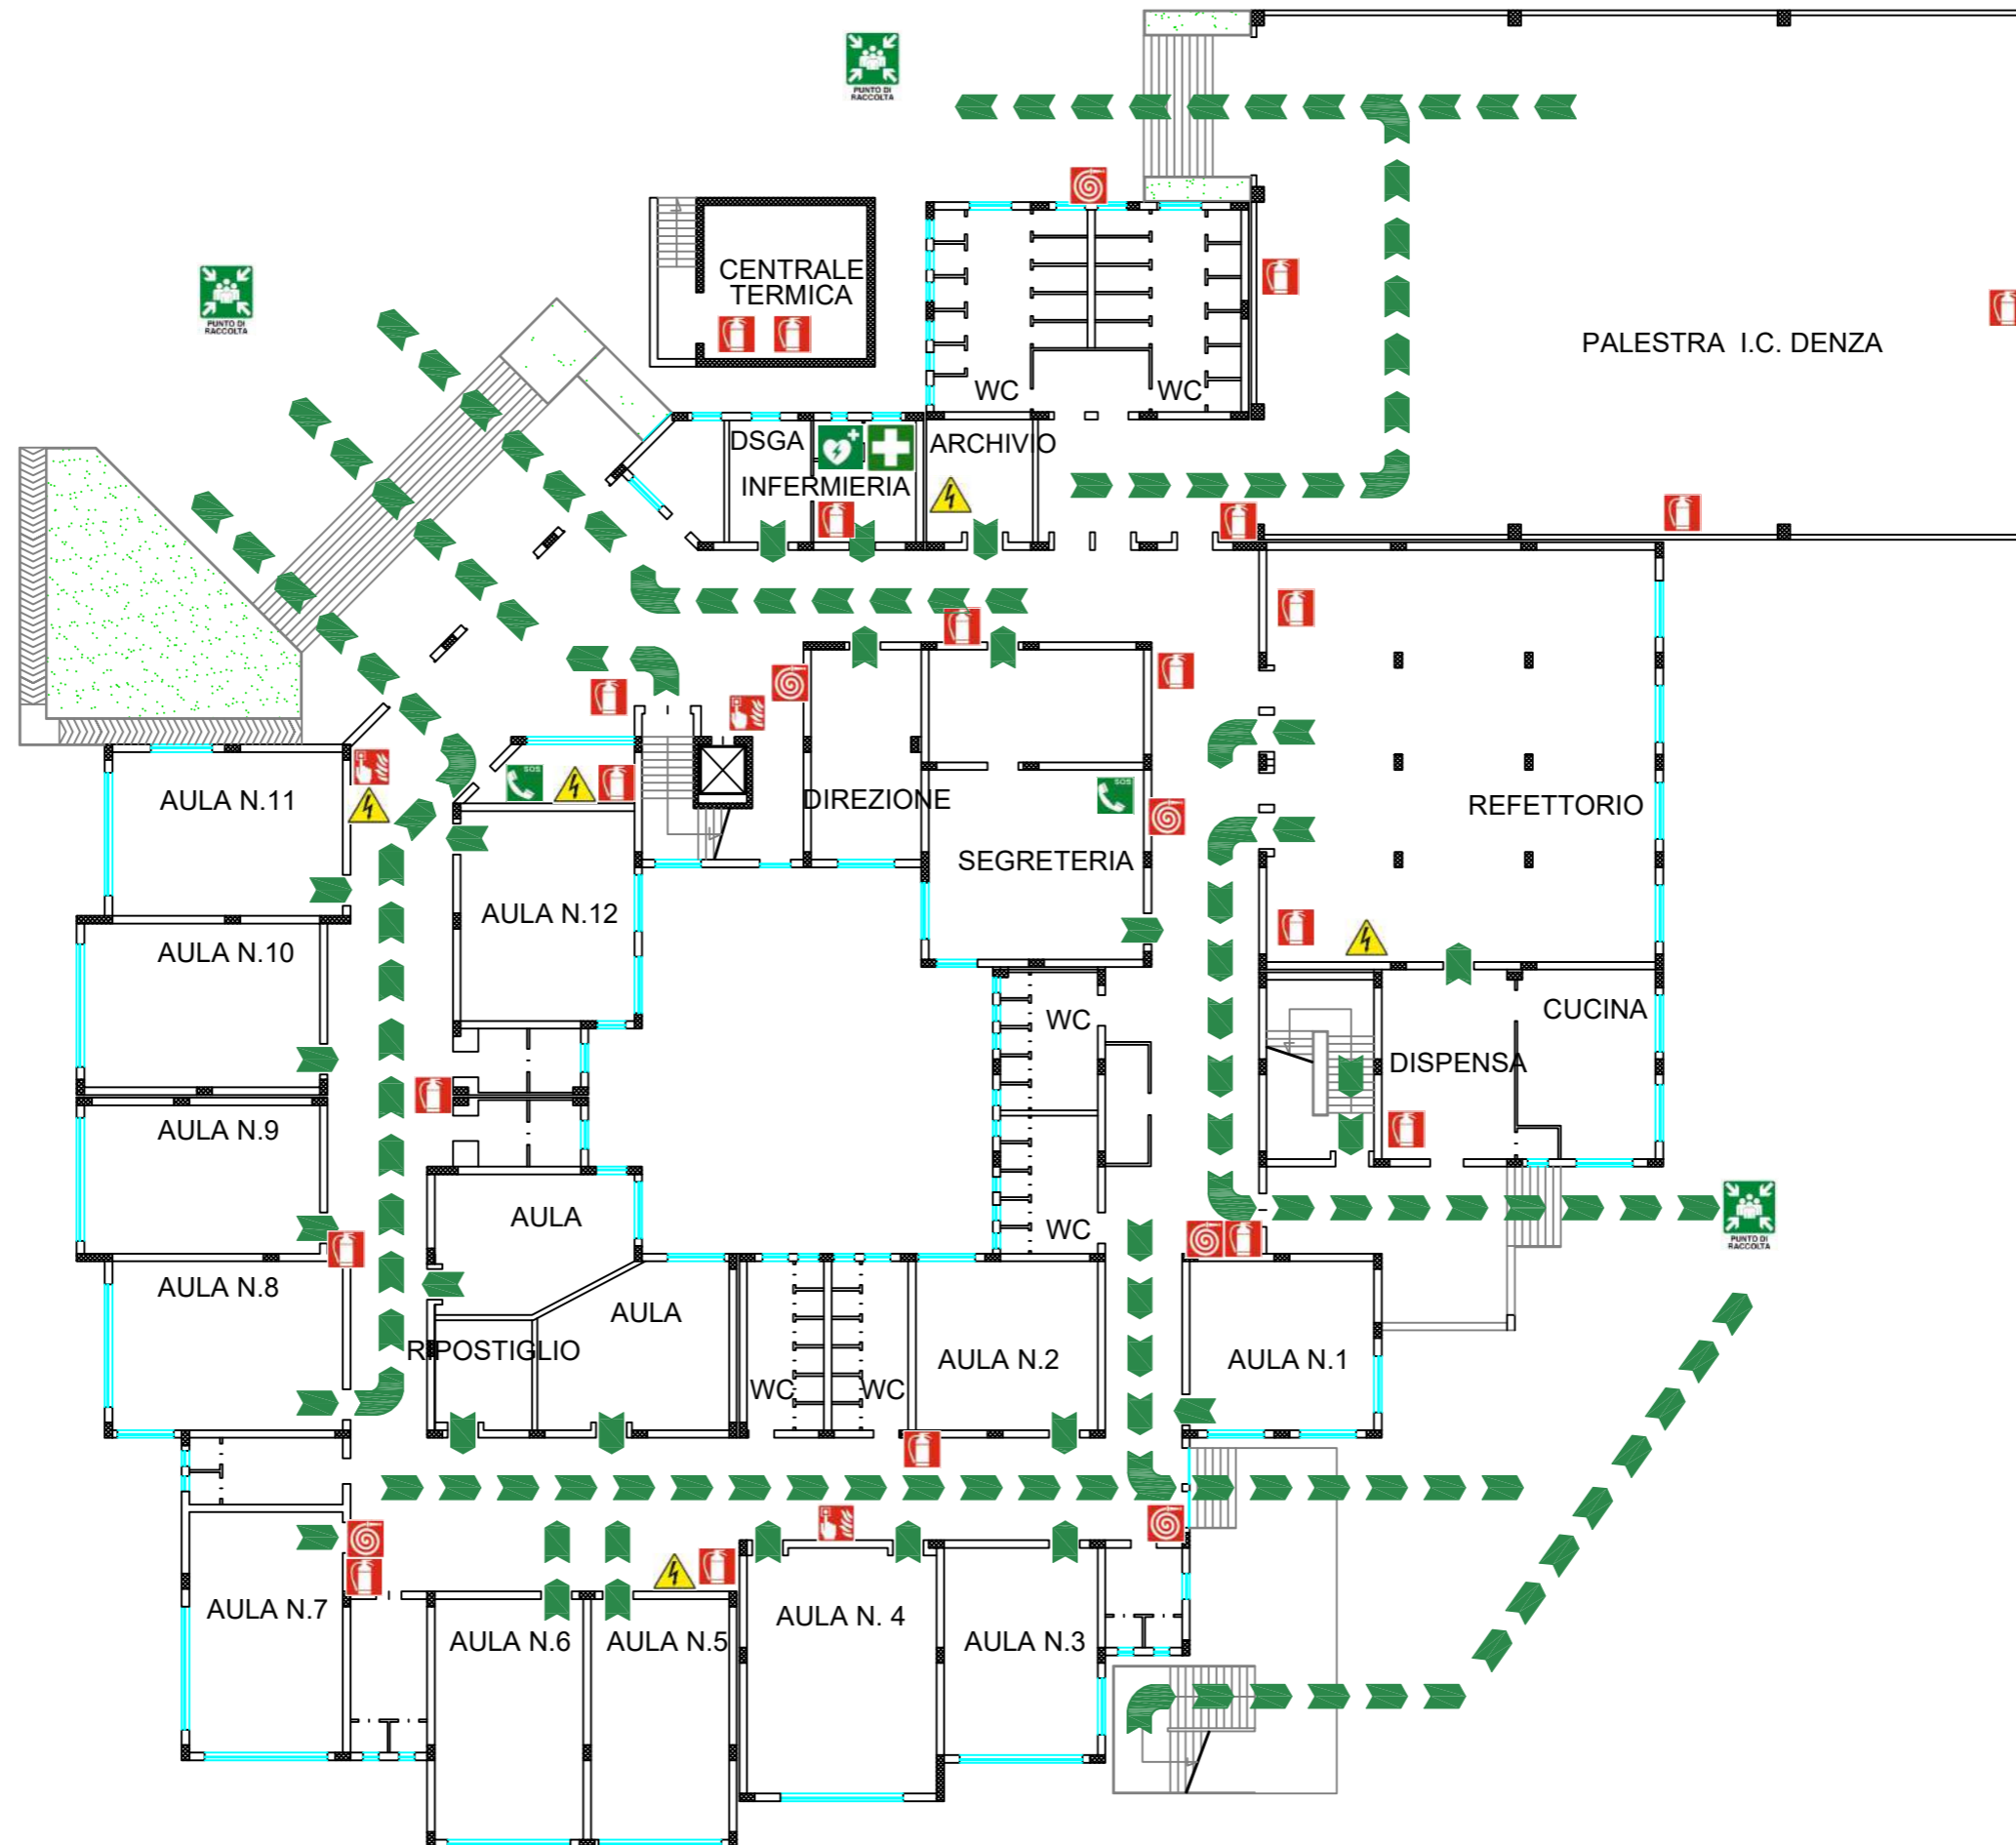 PUNTO DI
RACCOLTA
PUNTO DI
RACCOLTA
CENTRALE
TERMICA
PALESTRA I.C. DENZA
WC
WC
DSGA
ARCHIVIO
INFERMIERIA
AULA N.11
SOS
SOS
DIREZIONE
REFETTORIO
SEGRETERIA
AULA N.12
AULA N.10
CUCINA
WC
DISPENSA
AULA N.9
AULA
WC
PUNTO DI
RACCOLTA
AULA N.8
AULA
RIPOSTIGLIO
WC
WC
AULA N.2
AULA N.1
AULA N.7
AULA N.6
AULA N.5
AULA N. 4
AULA N.3